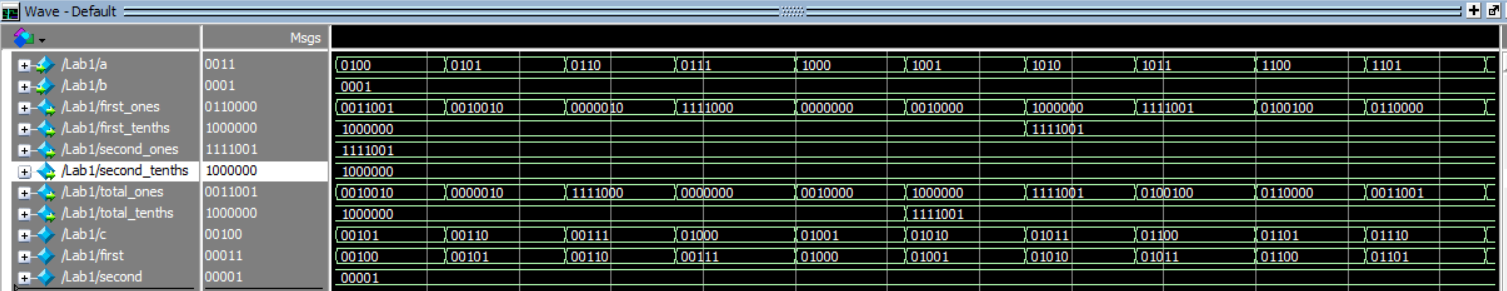 Wave - Default
Msgs
/Lab1/a 0011 0100 0101 0110 0111 1000 1001 1010 1011 1100 1101
/Lab1/b 0001 0001
/Lab1/first_ones 0110000 0011001 0010010 0000010 1111000 0000000 0010000 1000000 1111001 0100100 0110000
/Lab1/first_tenths 1000000 1000000 1111001
/Lab1/second_ones 1111001 1111001
/Lab1/second_tenths 1000000 1000000
/Lab1/total_ones 0011001 0010010 0000010 1111000 0000000 0010000 1000000 1111001 0100100 0110000 0011001
/Lab1/total_tenths 1000000 1000000 1111001
/Lab1/c 00100 00101 00110 00111 01000 01001 01010 01011 01100 01101 01110
/Lab1/first 00011 00100 00101 00110 00111 01000 01001 01010 01011 01100 01101
/Lab1/second 00001 00001